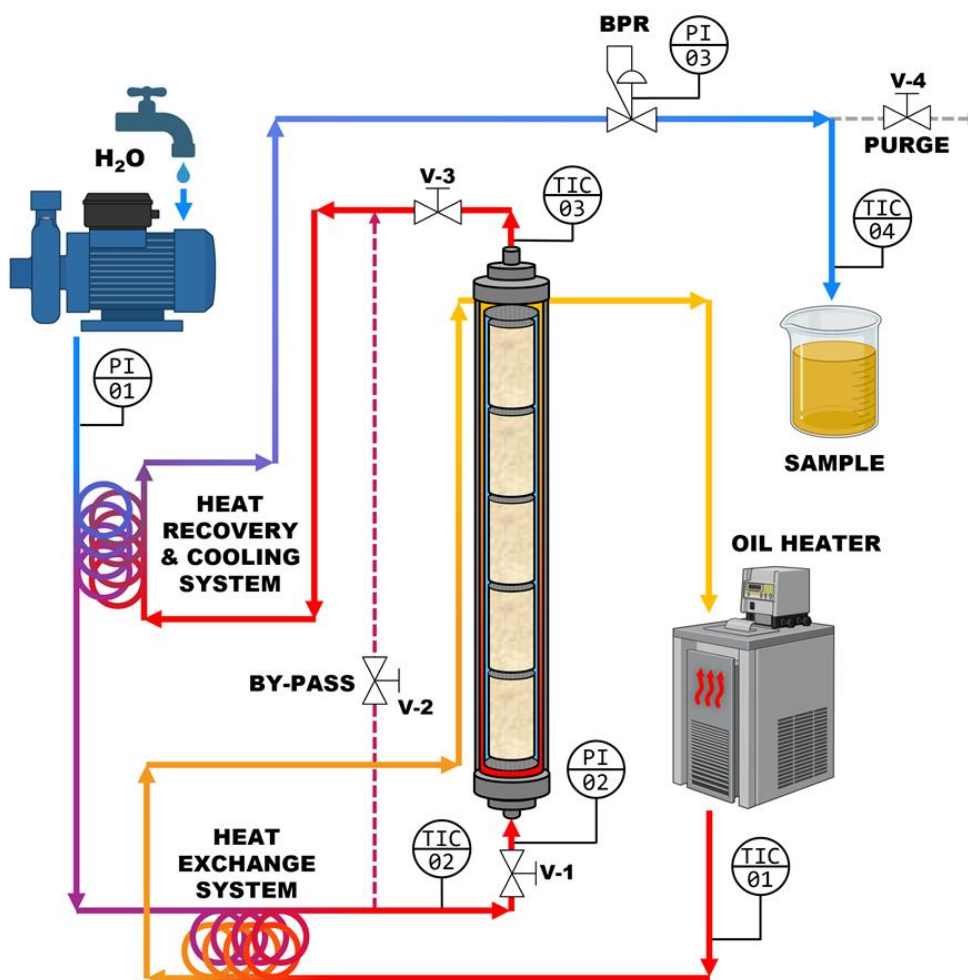 BPR
PI
03
V-4
PURGE
H₂O
V-3
TIC
03
TIC
04
PI
01
SAMPLE
HEAT
RECOVERY
& COOLING
SYSTEM
OIL HEATER
BY-PASS
V-2
PI
02
HEAT
EXCHANGE
SYSTEM
TIC
02
V-1
TIC
01